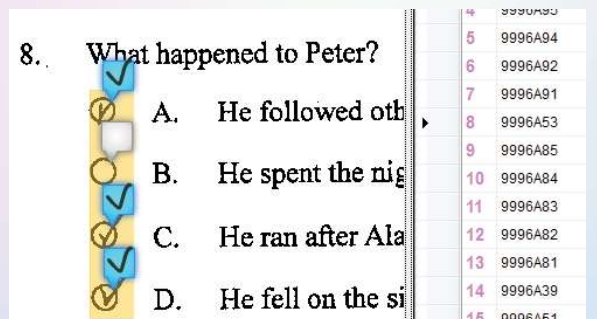 8. What happened to Peter?
A. He followed oth
B. He spent the nig
C. He ran after Ala
D. He fell on the si
5 9996A94
6 9996A92
7 9996A91
8 9996A53
9 9996A85
10 9996A84
11 9996A83
12 9996A82
13 9996A81
14 9996A39